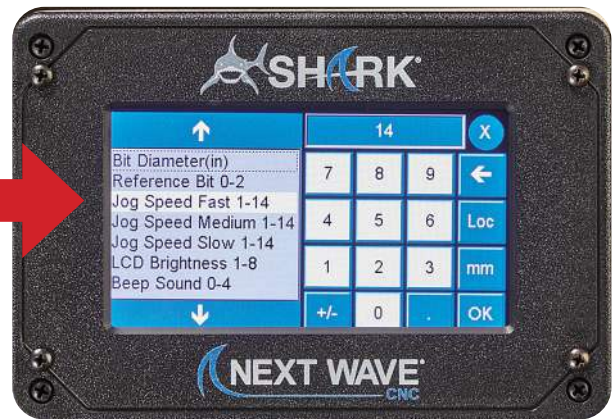 SHARK
14
X
Bit Diameter(in)
Reference Bit 0-2
Jog Speed Fast 1-14
Jog Speed Medium 1-14
Jog Speed Slow 1-14
LCD Brightness 1-8
Beep Sound 0-4
7 8 9
4 5 6 Loc
1 2 3 mm
+/- 0 . OK
NEXT WAVE
CNC